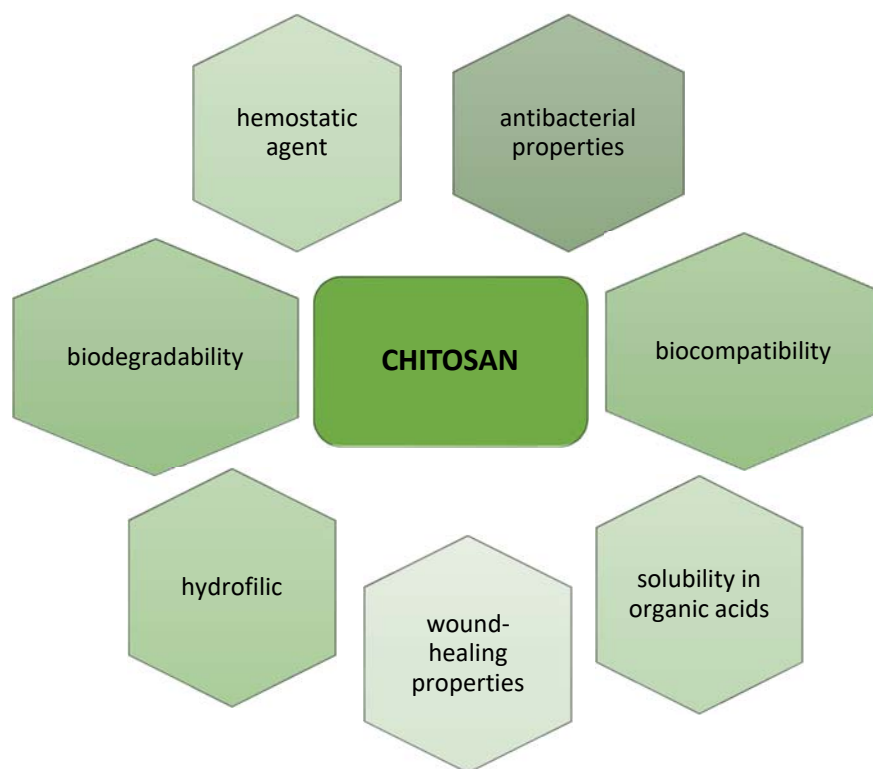 hemostatic
agent
antibacterial
properties
biodegradability
CHITOSAN
biocompatibility
hydrofilic
wound-
healing
properties
solubility in
organic acids